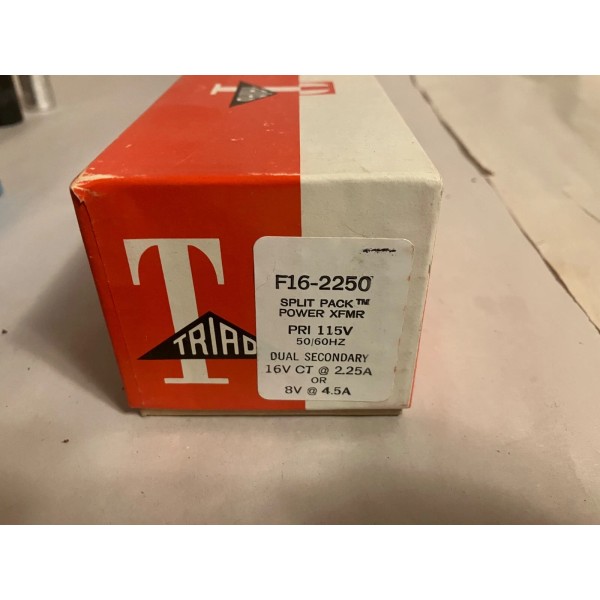 T
TRIAD
F16-2250
SPLIT PACK™
POWER XFMR
PRI 115V
50/60HZ
DUAL SECONDARY
16V CT @ 2.25A
OR
8V @ 4.5A